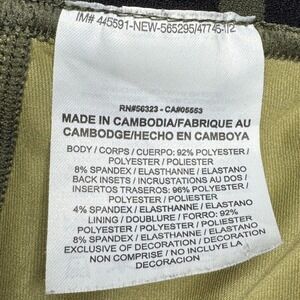 IM# 445591-NEW-565295/47745-1/2
RN#56323 - CA#05553
MADE IN CAMBODIA/FABRIQUE AU
CAMBODGE/HECHO EN CAMBOYA
BODY / CORPS / CUERPO: 92% POLYESTER /
POLYESTER / POLIESTER
8% SPANDEX / ELASTHANNE / ELASTANO
BACK INSETS / INCRUSTATIONS AU DOS /
INSERTOS TRASEROS: 96% POLYESTER /
POLYESTER / POLIESTER
4% SPANDEX / ELASTHANNE / ELASTANO
LINING / DOUBLURE / FORRO: 92%
POLYESTER / POLYESTER / POLIESTER
8% SPANDEX / ELASTHANNE / ELASTANO
EXCLUSIVE OF DECORATION / DECORATION
NON COMPRISE / NO INCLUYE LA
DECORACION